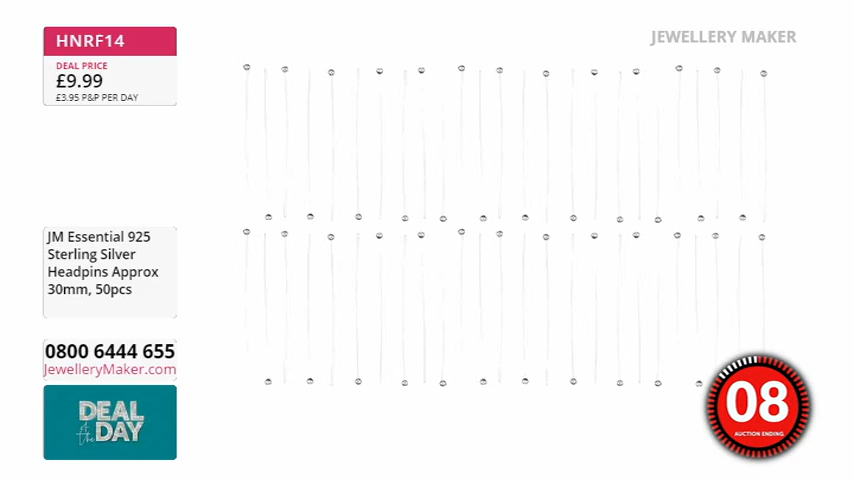 HNRF14
DEAL PRICE
£9.99
£3.95 P&P PER DAY
JEWELLERY MAKER
JM Essential 925
Sterling Silver
Headpins Approx
30mm, 50pcs
0800 6444 655
JewelleryMaker.com
DEAL
of the
DAY
08
AUCTION ENDING